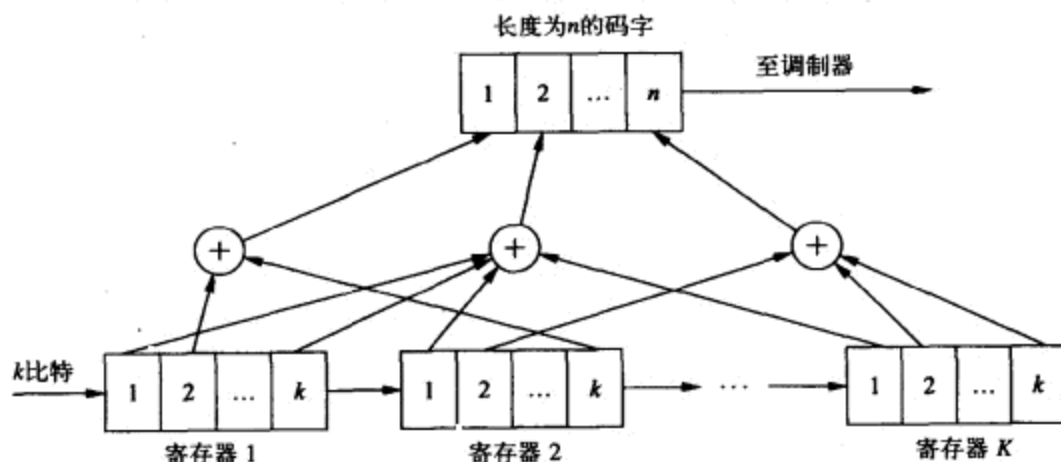 长度为n的码字
1 2 … n
至调制器
+ + +
k比特
1 2 … k
1 2 … k
…
1 2 … k
寄存器 1
寄存器 2
寄存器 K